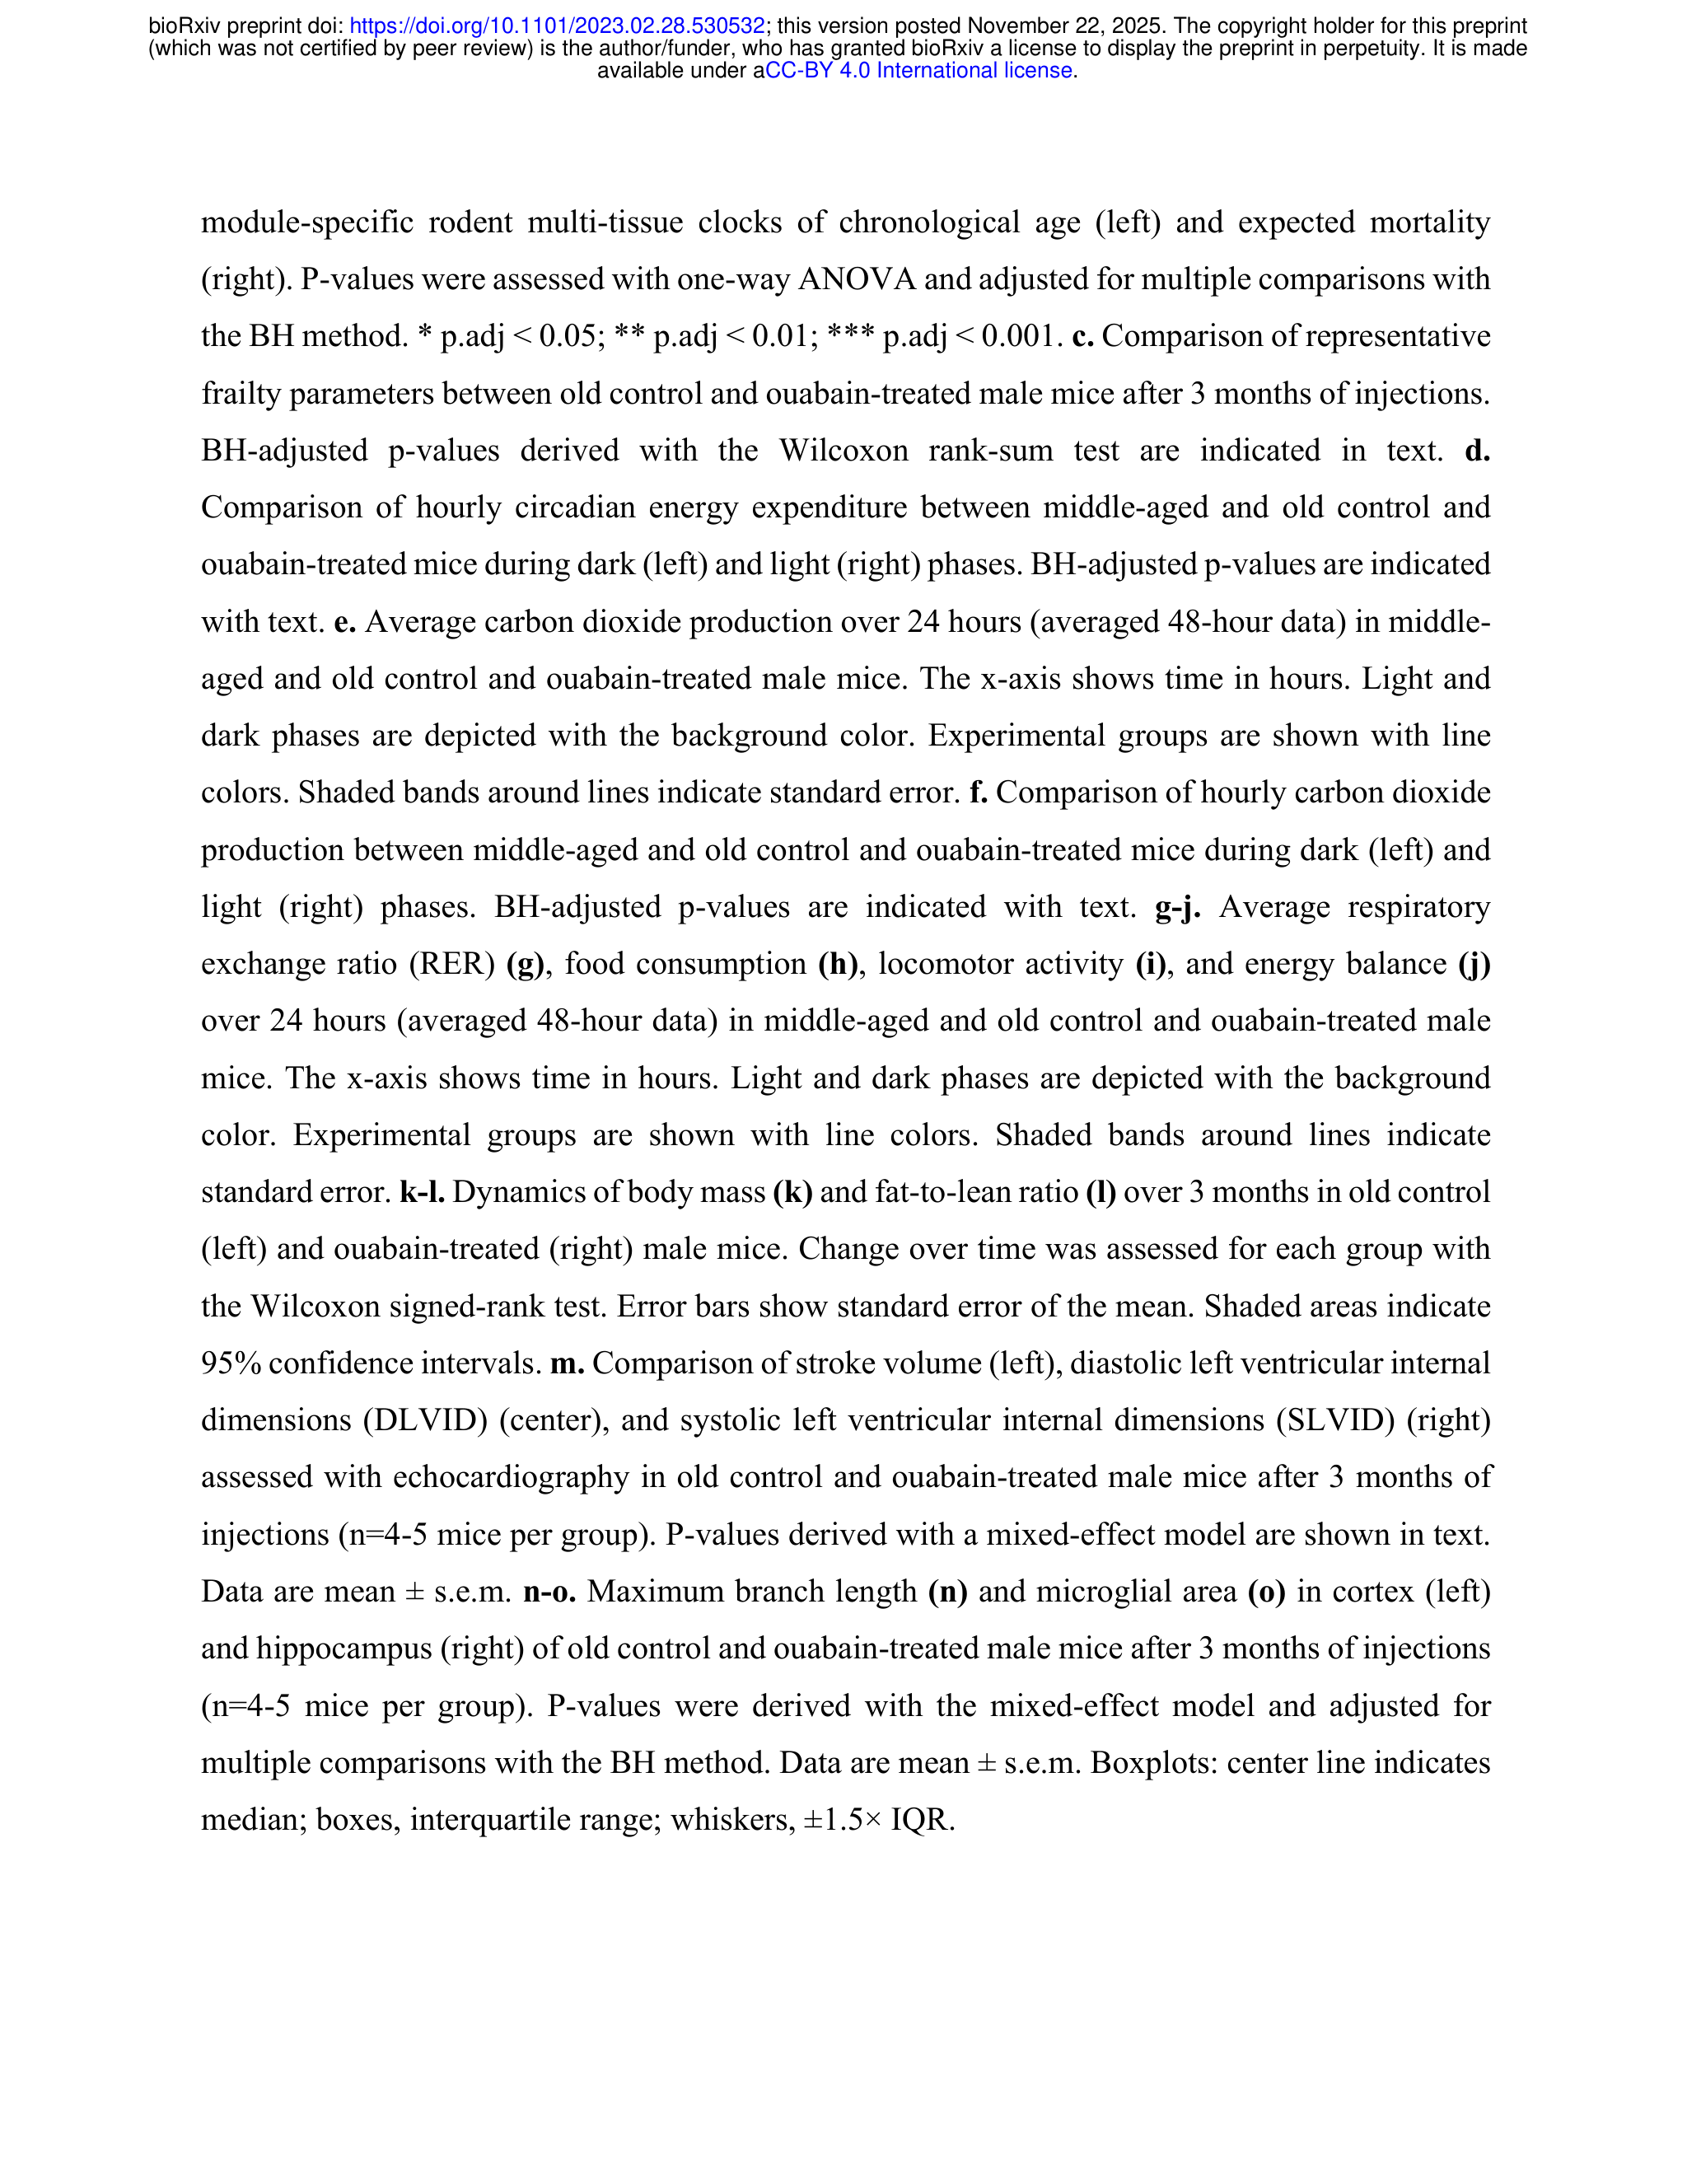 bioRxiv preprint doi: https://doi.org/10.1101/2023.02.28.530532; this version posted November 22, 2025. The copyright holder for this preprint
(which was not certified by peer review) is the author/funder, who has granted bioRxiv a license to display the preprint in perpetuity. It is made
available under aCC-BY 4.0 International license.
module-specific rodent multi-tissue clocks of chronological age (left) and expected mortality
(right). P-values were assessed with one-way ANOVA and adjusted for multiple comparisons with
the BH method. * p.adj < 0.05; ** p.adj < 0.01; *** p.adj < 0.001. c. Comparison of representative
frailty parameters between old control and ouabain-treated male mice after 3 months of injections.
BH-adjusted p-values derived with the Wilcoxon rank-sum test are indicated in text. d.
Comparison of hourly circadian energy expenditure between middle-aged and old control and
ouabain-treated mice during dark (left) and light (right) phases. BH-adjusted p-values are indicated
with text. e. Average carbon dioxide production over 24 hours (averaged 48-hour data) in middle-
aged and old control and ouabain-treated male mice. The x-axis shows time in hours. Light and
dark phases are depicted with the background color. Experimental groups are shown with line
colors. Shaded bands around lines indicate standard error. f. Comparison of hourly carbon dioxide
production between middle-aged and old control and ouabain-treated mice during dark (left) and
light (right) phases. BH-adjusted p-values are indicated with text. g-j. Average respiratory
exchange ratio (RER) (g), food consumption (h), locomotor activity (i), and energy balance (j)
over 24 hours (averaged 48-hour data) in middle-aged and old control and ouabain-treated male
mice. The x-axis shows time in hours. Light and dark phases are depicted with the background
color. Experimental groups are shown with line colors. Shaded bands around lines indicate
standard error. k-l. Dynamics of body mass (k) and fat-to-lean ratio (l) over 3 months in old control
(left) and ouabain-treated (right) male mice. Change over time was assessed for each group with
the Wilcoxon signed-rank test. Error bars show standard error of the mean. Shaded areas indicate
95% confidence intervals. m. Comparison of stroke volume (left), diastolic left ventricular internal
dimensions (DLVID) (center), and systolic left ventricular internal dimensions (SLVID) (right)
assessed with echocardiography in old control and ouabain-treated male mice after 3 months of
injections (n=4-5 mice per group). P-values derived with a mixed-effect model are shown in text.
Data are mean ± s.e.m. n-o. Maximum branch length (n) and microglial area (o) in cortex (left)
and hippocampus (right) of old control and ouabain-treated male mice after 3 months of injections
(n=4-5 mice per group). P-values were derived with the mixed-effect model and adjusted for
multiple comparisons with the BH method. Data are mean ± s.e.m. Boxplots: center line indicates
median; boxes, interquartile range; whiskers, ±1.5× IQR.